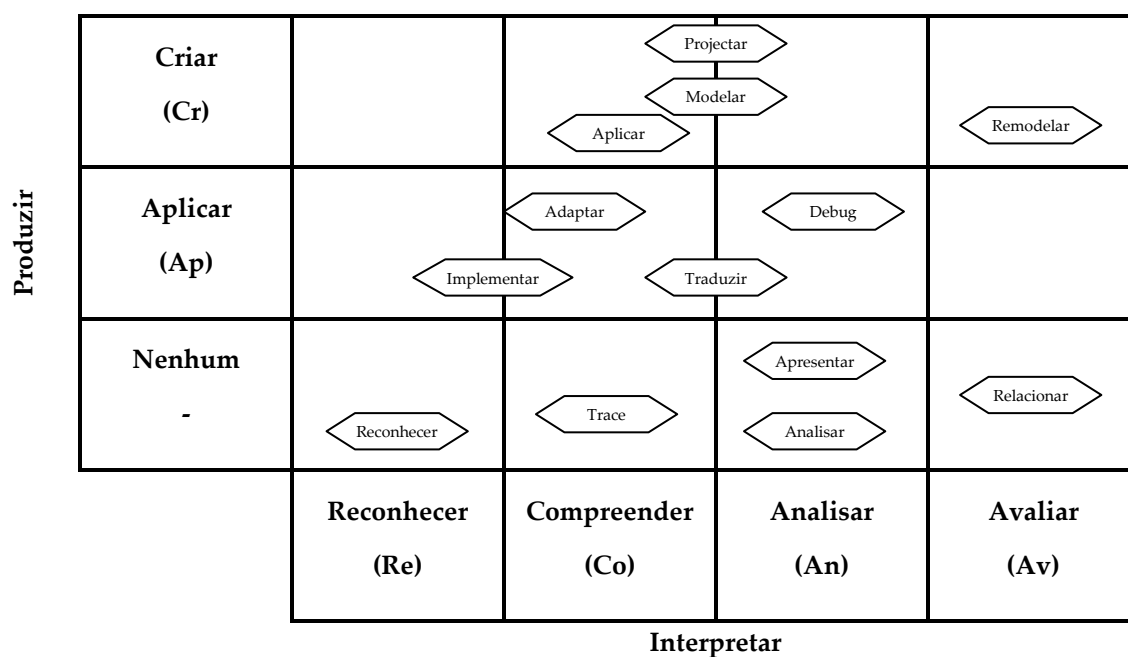 Produzir
Criar
(Cr)
Projectar
Modelar
Aplicar
Remodelar
Aplicar
(Ap)
Adaptar
Debug
Implementar
Traduzir
Nenhum
-
Apresentar
Relacionar
Trace
Reconhecer
Analisar
Reconhecer
(Re)
Compreender
(Co)
Analisar
(An)
Avaliar
(Av)
Interpretar